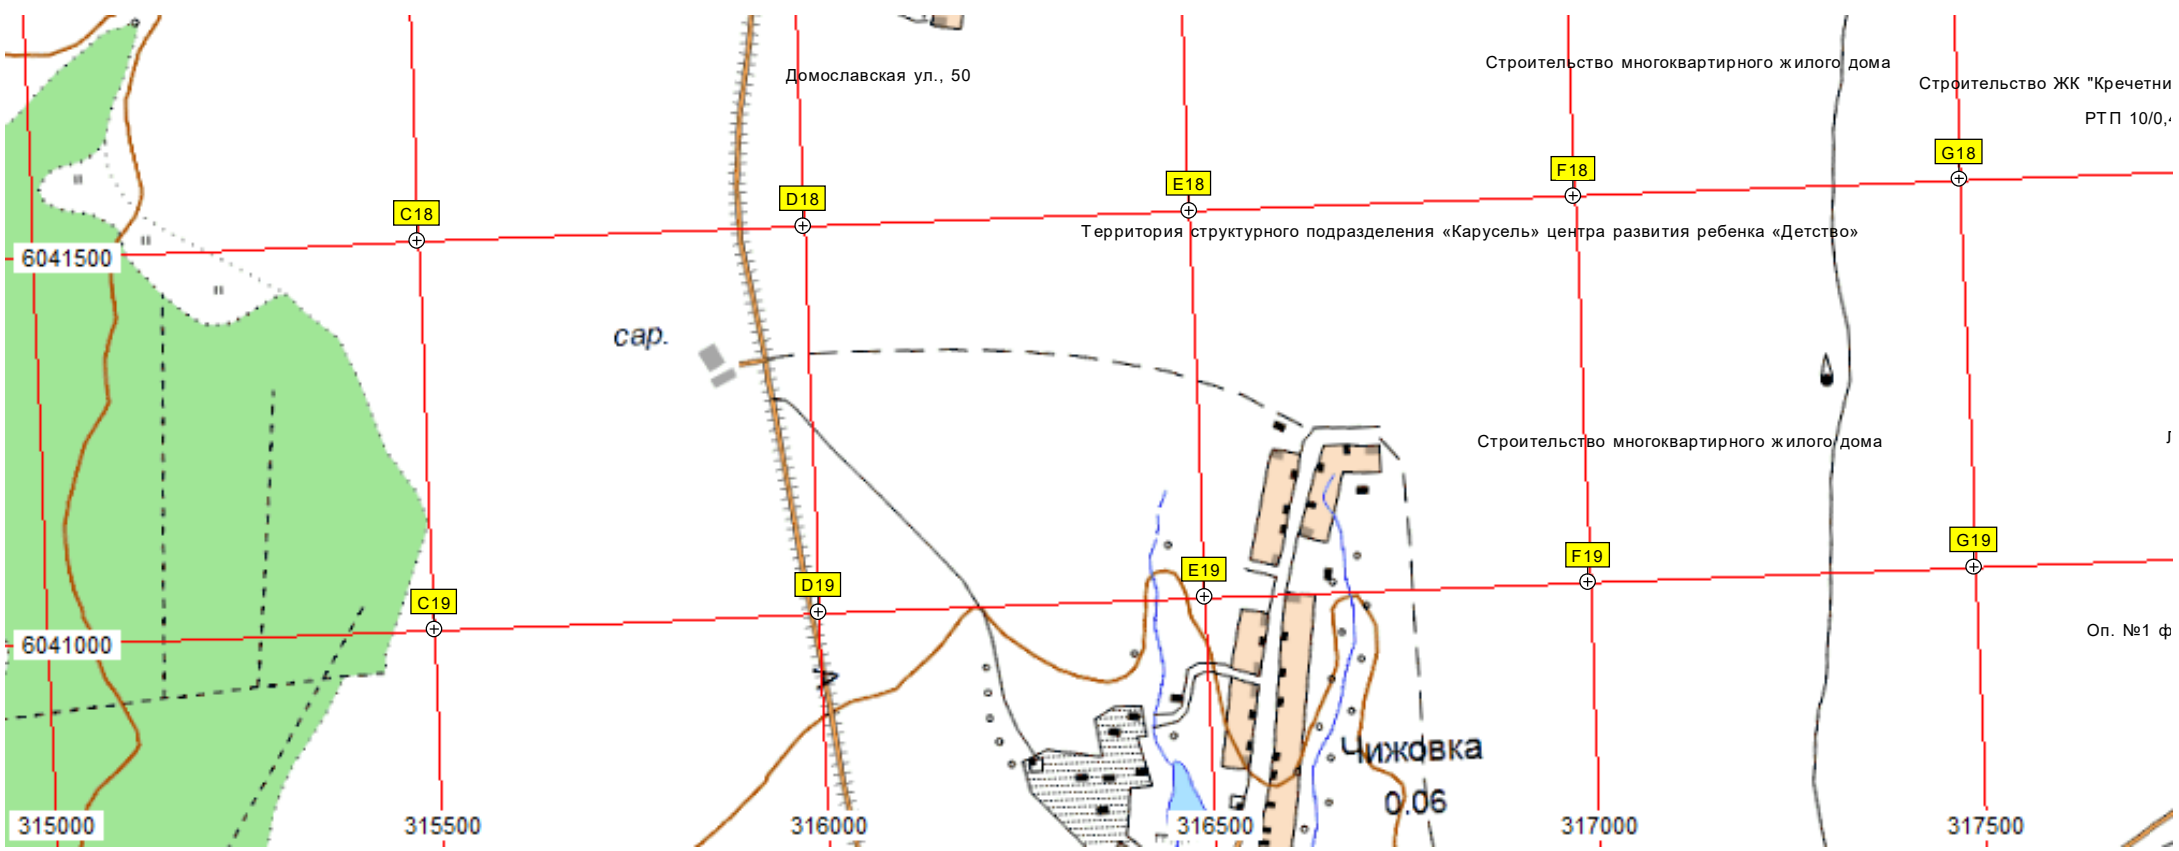 Строительство многоквартирного жилого дома
Домославская ул., 50
Строительство ЖК "Кречетни
РТП 10/0,4
G18
F18
E18
D18
C18
Территория структурного подразделения «Карусель» центра развития ребенка «Детство»
6041500
сар.
Строительство многоквартирного жилого дома
G19
F19
E19
D19
C19
Оп. №1 ф
6041000
А
Чижовка
0.06
315000
315500
316000
316500
317000
317500